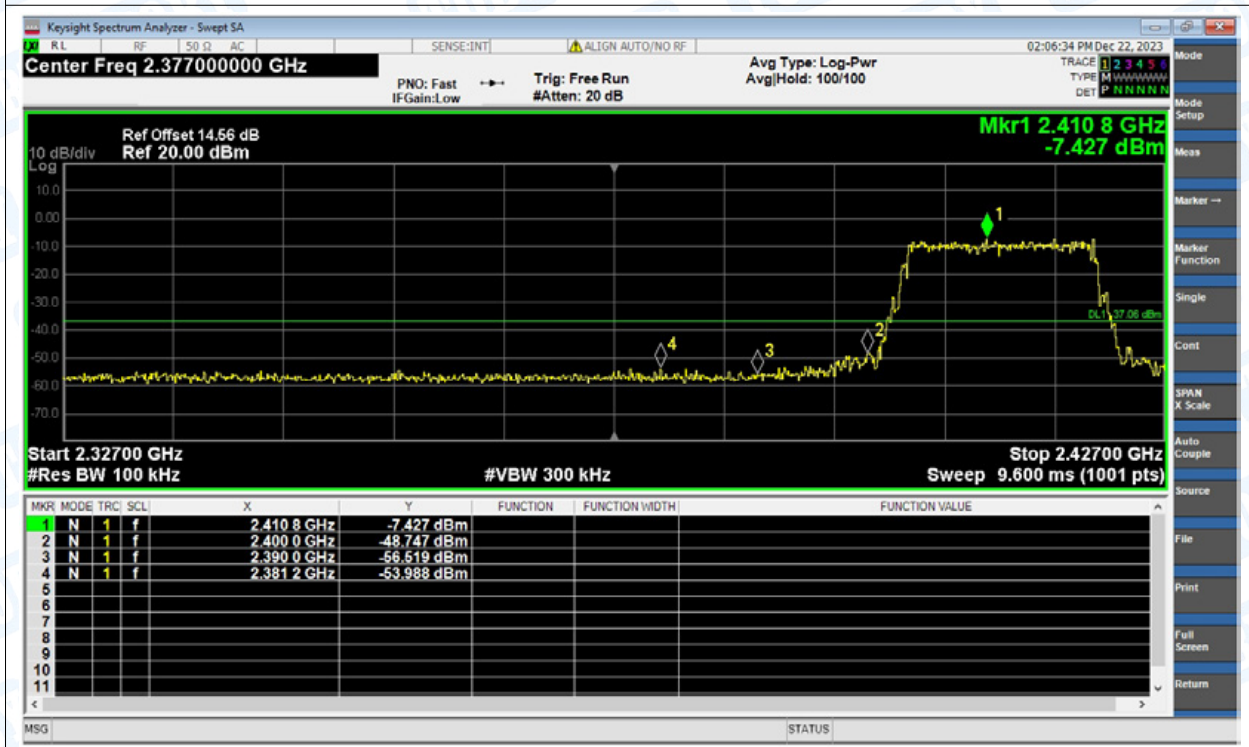 Keysight Spectrum Analyzer - Swept SA
RL RF 50 Ω AC SENSE:INT ALIGN AUTO/NO RF 02:06:34 PM Dec 22, 2023
Center Freq 2.377000000 GHz
PNO: Fast
IFGain:Low
Trig: Free Run
#Atten: 20 dB
Avg Type: Log-Pwr
Avg|Hold: 100/100
TRACE 1 2 3 4 5 6
TYPE M
DET P N N N N N
Mkr1 2.410 8 GHz
-7.427 dBm
Ref Offset 14.56 dB
10 dB/div Ref 20.00 dBm
Log
10.0
0.00
-10.0
-20.0
-30.0
-40.0
-50.0
-60.0
-70.0
1
2
3
4
DL1 -37.06 dBm
Start 2.32700 GHz Stop 2.42700 GHz
#Res BW 100 kHz #VBW 300 kHz Sweep 9.600 ms (1001 pts)
MKR MODE TRC SCL X Y FUNCTION FUNCTION WIDTH FUNCTION VALUE
1 N 1 f 2.410 8 GHz -7.427 dBm
2 N 1 f 2.400 0 GHz -48.747 dBm
3 N 1 f 2.390 0 GHz -56.519 dBm
4 N 1 f 2.381 2 GHz -53.988 dBm
5
6
7
8
9
10
11
MSG STATUS
Mode
Mode
Setup
Meas
Marker →
Marker
Function
Single
Cont
SPAN
X Scale
Auto
Couple
Source
File
Print
Full
Screen
Return